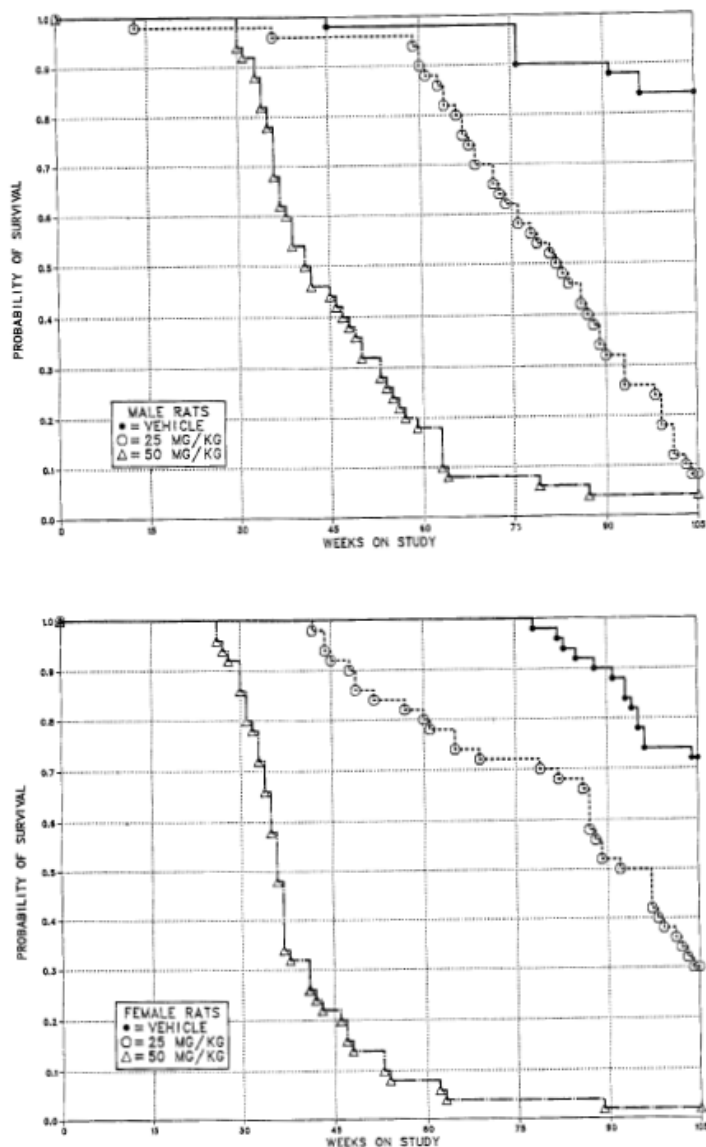 1.0
0.9
0.8
0.7
0.6
0.5
0.4
0.3
0.2
0.1
0.0
PROBABILITY OF SURVIVAL
MALE RATS
●= VEHICLE
○= 25 MG/KG
△= 50 MG/KG
0 15 30 45 60 75 90 105
WEEKS ON STUDY
1.0
0.9
0.8
0.7
0.6
0.5
0.4
0.3
0.2
0.1
0.0
PROBABILITY OF SURVIVAL
FEMALE RATS
●= VEHICLE
○= 25 MG/KG
△= 50 MG/KG
0 15 30 45 60 75 90 105
WEEKS ON STUDY